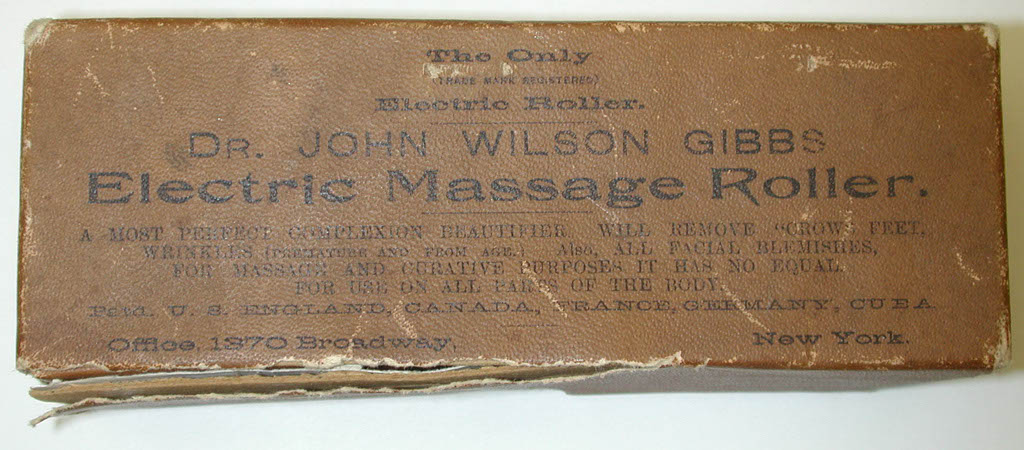 The Only
(TRADE MARK REGISTERED)
Electric Roller.
DR. JOHN WILSON GIBBS
Electric Massage Roller.
A MOST PERFECT COMPLEXION BEAUTIFIER. WILL REMOVE "CROWS FEET,
WRINKLES (PREMATURE AND FROM AGE.) ALSO, ALL FACIAL BLEMISHES,
FOR MASSAGE AND CURATIVE PURPOSES IT HAS NO EQUAL.
FOR USE ON ALL PARTS OF THE BODY.
Patd. U. S. ENGLAND, CANADA, FRANCE, GERMANY, CUBA
Office, 1370 Broadway, New York.